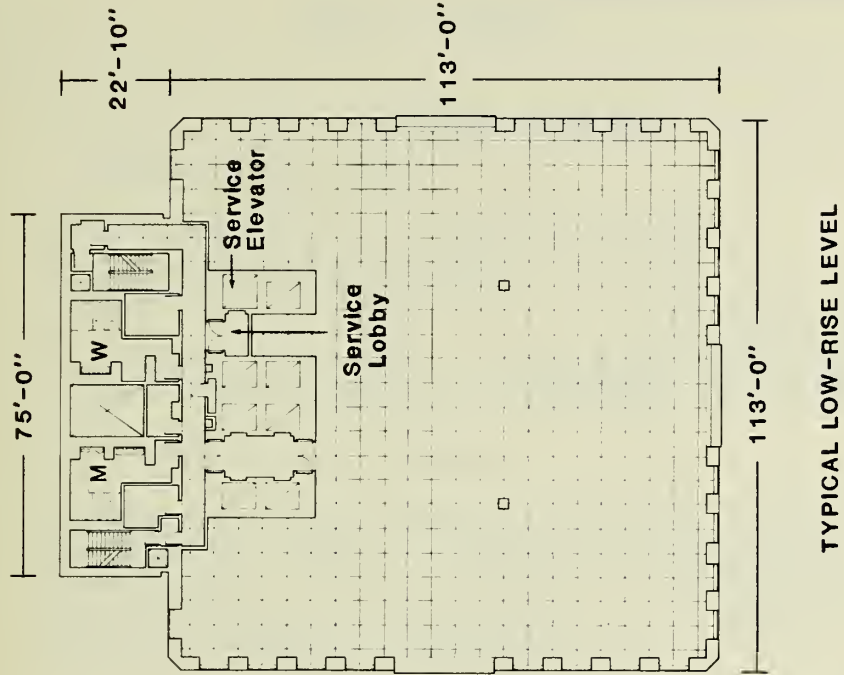 75'-0"
22'-10"
113'-0"
M
W
Service
Elevator
Service
Lobby
113'-0"
TYPICAL LOW-RISE LEVEL